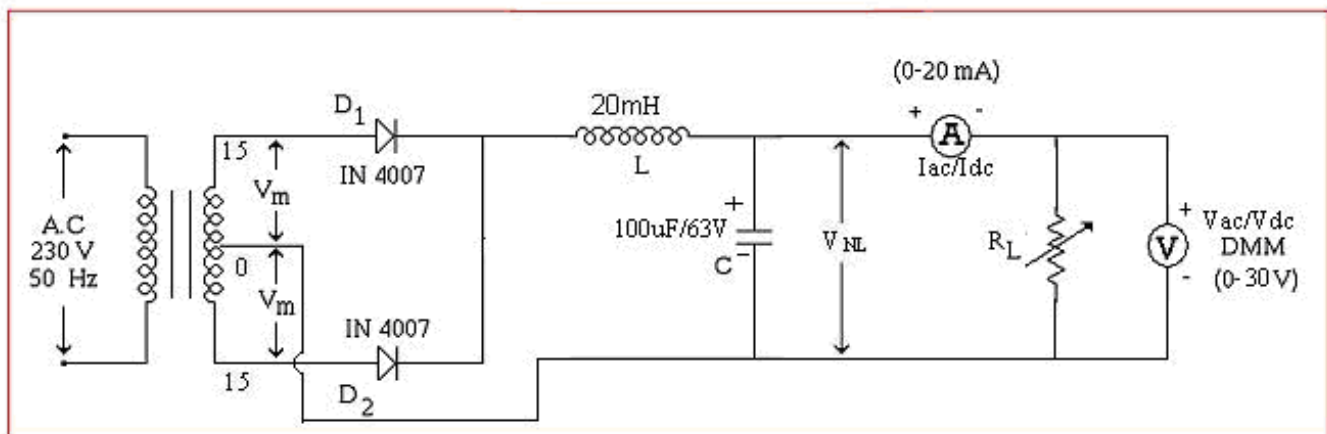 (0-20 mA)
D1
20mH
+ -
A
15
IN 4007
L
Iac/Idc
Vm
A.C
230 V
50 Hz
0
100uF/63V
+
-
C
VNL
RL
+
V
-
Vac/Vdc
DMM
(0-30V)
Vm
IN 4007
15
D2